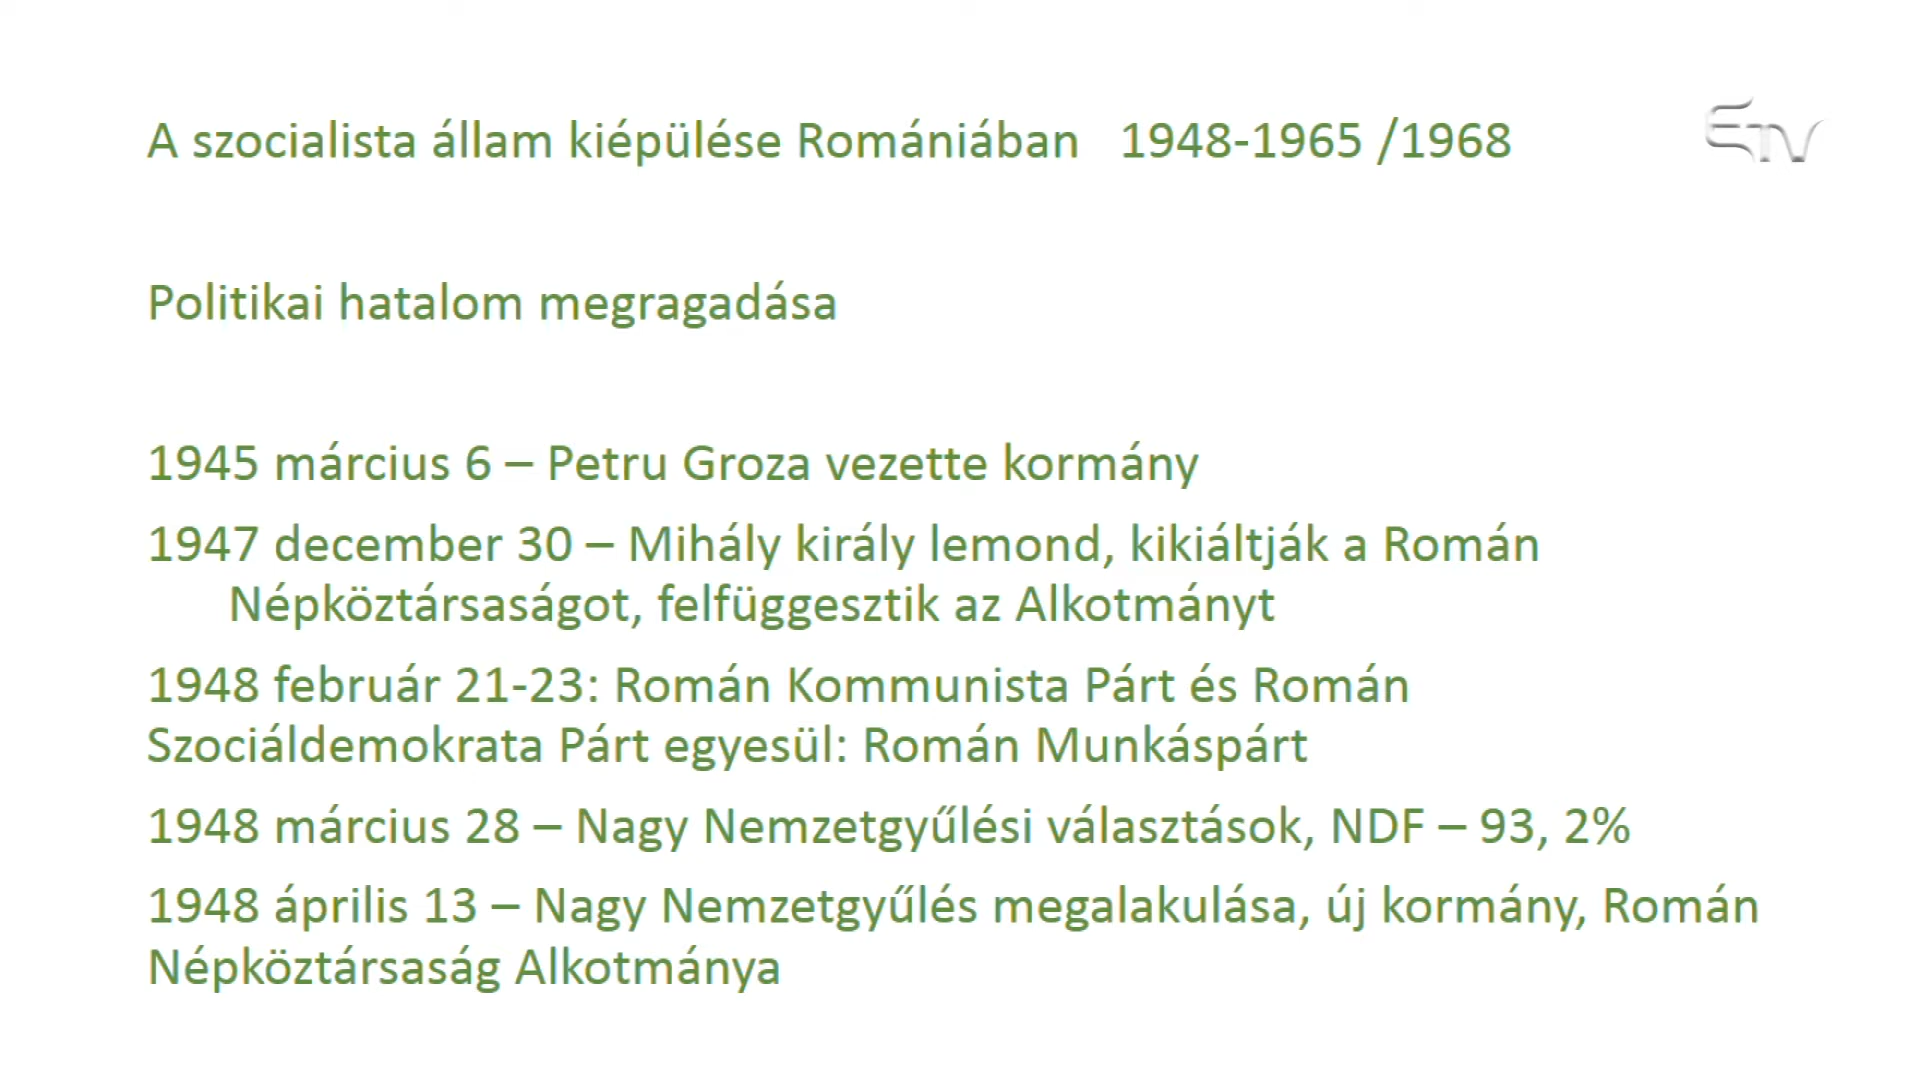 A szocialista állam kiépülése Romániában 1948-1965 /1968
ETV
Politikai hatalom megragadása
1945 március 6 – Petru Groza vezette kormány
1947 december 30 – Mihály király lemond, kikiáltják a Román
Népköztársaságot, felfüggesztik az Alkotmányt
1948 február 21-23: Román Kommunista Párt és Román
Szociáldemokrata Párt egyesül: Román Munkáspárt
1948 március 28 – Nagy Nemzetgyűlési választások, NDF – 93, 2%
1948 április 13 – Nagy Nemzetgyűlés megalakulása, új kormány, Román
Népköztársaság Alkotmánya